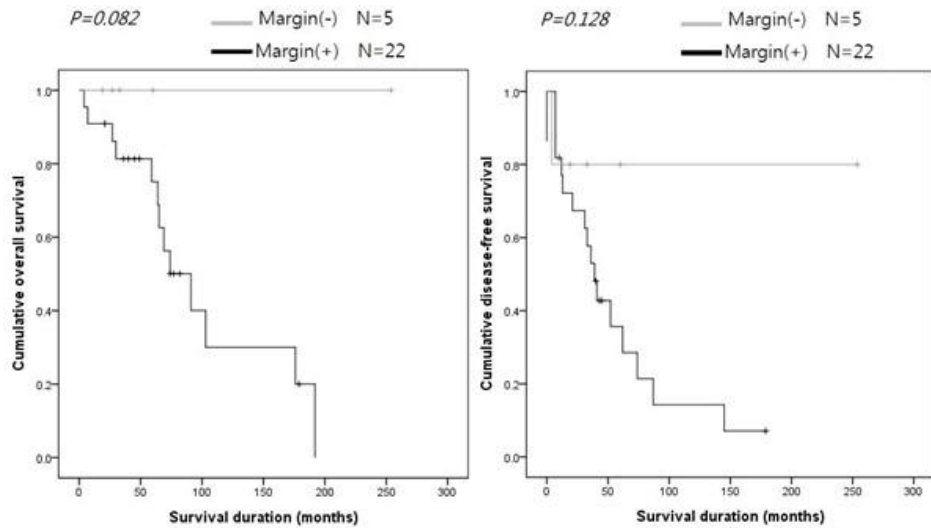 P=0.082
Margin(-) N=5
Margin(+) N=22
Cumulative overall survival
1.0
0.8
0.6
0.4
0.2
0.0
0 50 100 150 200 250 300
Survival duration (months)
P=0.128
Margin(-) N=5
Margin(+) N=22
Cumulative disease-free survival
1.0
0.8
0.6
0.4
0.2
0.0
0 50 100 150 200 250 300
Survival duration (months)